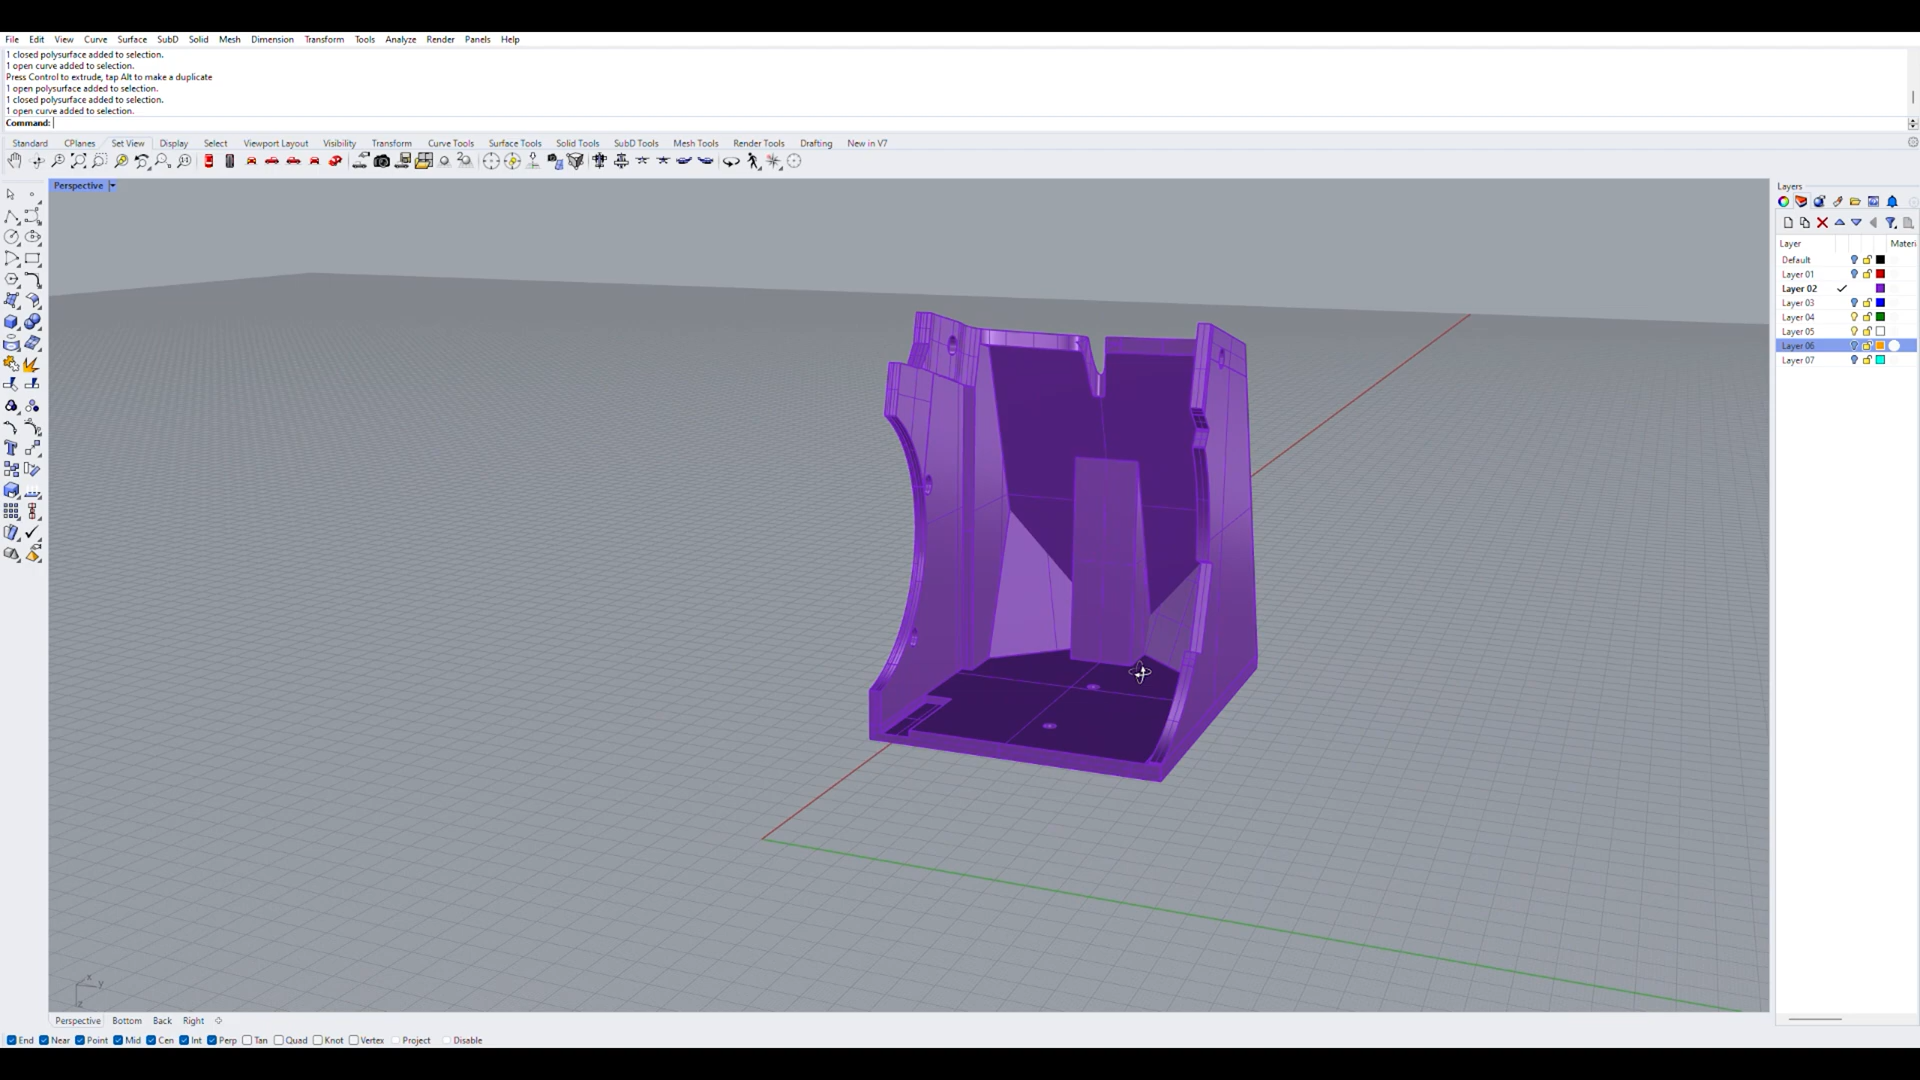 File Edit View Curve Surface SubD Solid Mesh Dimension Transform Tools Analyze Render Panels Help
1 closed polysurface added to selection.
1 open curve added to selection.
Press Control to extrude, tap Alt to make a duplicate
1 open polysurface added to selection.
1 closed polysurface added to selection.
1 open curve added to selection.
Command:
Standard CPlanes Set View Display Select Viewport Layout Visibility Transform Curve Tools Surface Tools Solid Tools SubD Tools Mesh Tools Render Tools Drafting New in V7
Perspective
Layers
Layer Materi
Default
Layer 01
Layer 02
Layer 03
Layer 04
Layer 05
Layer 06
Layer 07
x
y
z
Perspective Bottom Back Right
End Near Point Mid Cen Int Perp Tan Quad Knot Vertex Project Disable